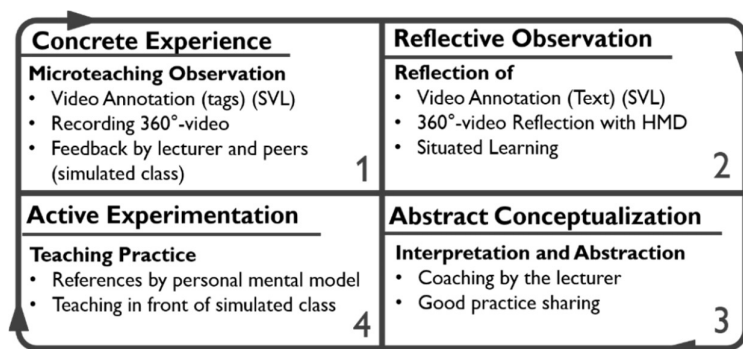 Concrete Experience
Microteaching Observation
• Video Annotation (tags) (SVL)
• Recording 360°-video
• Feedback by lecturer and peers
(simulated class)
1
Reflective Observation
Reflection of
• Video Annotation (Text) (SVL)
• 360°-video Reflection with HMD
• Situated Learning
2
Active Experimentation
Teaching Practice
• References by personal mental model
• Teaching in front of simulated class
4
Abstract Conceptualization
Interpretation and Abstraction
• Coaching by the lecturer
• Good practice sharing
3